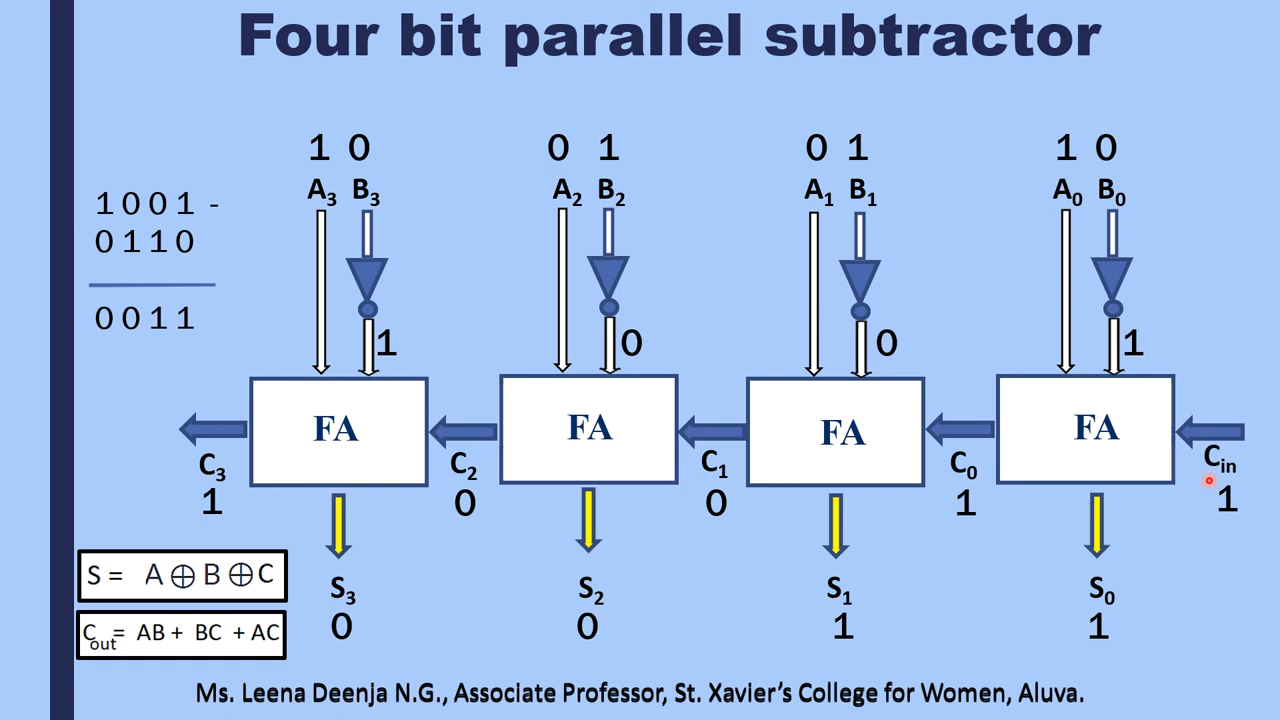 Four bit parallel subtractor
1 0 0 1 1 0 1 0
A3 B3 A2 B2 A1 B1 A0 B0
1 0 0 1 -
0 1 1 0
0 0 1 1
1 0 0 1
FA FA FA FA
C3 C2 C1 C0 Cin
1 0 0 1 1
S3 S2 S1 S0
0 0 1 1
S = A ⊕ B ⊕ C
Cout= AB + BC + AC
Ms. Leena Deenja N.G., Associate Professor, St. Xavier’s College for Women, Aluva.